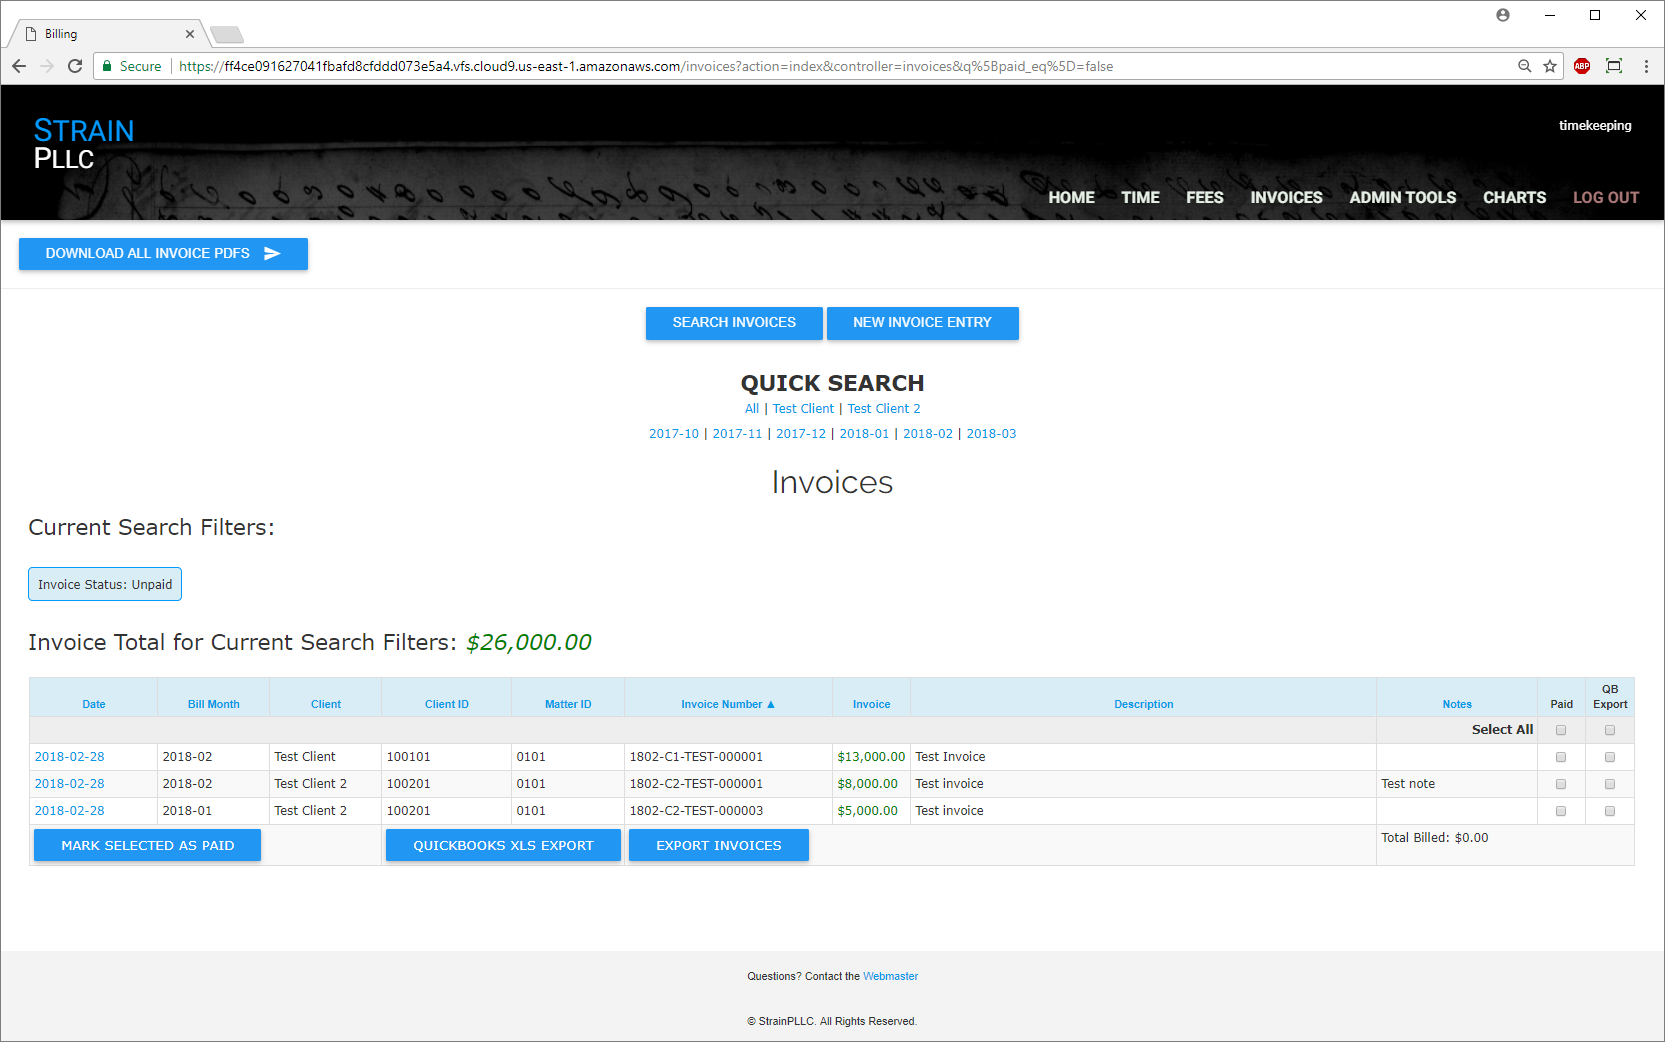 Billing
Secure https://ff4ce091627041fbafd8cfddd073e5a4.vfs.cloud9.us-east-1.amazonaws.com/invoices?action=index&controller=invoices&q%5Bpaid_eq%5D=false
ABP
STRAIN
PLLC
timekeeping
HOME TIME FEES INVOICES ADMIN TOOLS CHARTS LOG OUT
DOWNLOAD ALL INVOICE PDFS
SEARCH INVOICES NEW INVOICE ENTRY
QUICK SEARCH
All | Test Client | Test Client 2
2017-10 | 2017-11 | 2017-12 | 2018-01 | 2018-02 | 2018-03
Invoices
Current Search Filters:
Invoice Status: Unpaid
Invoice Total for Current Search Filters: $26,000.00
Date Bill Month Client Client ID Matter ID Invoice Number ▲ Invoice Description Notes Paid QB Export
Select All
2018-02-28 2018-02 Test Client 100101 0101 1802-C1-TEST-000001 $13,000.00 Test Invoice
2018-02-28 2018-02 Test Client 2 100201 0101 1802-C2-TEST-000001 $8,000.00 Test invoice Test note
2018-02-28 2018-01 Test Client 2 100201 0101 1802-C2-TEST-000003 $5,000.00 Test invoice
MARK SELECTED AS PAID QUICKBOOKS XLS EXPORT EXPORT INVOICES Total Billed: $0.00
Questions? Contact the Webmaster
© StrainPLLC. All Rights Reserved.